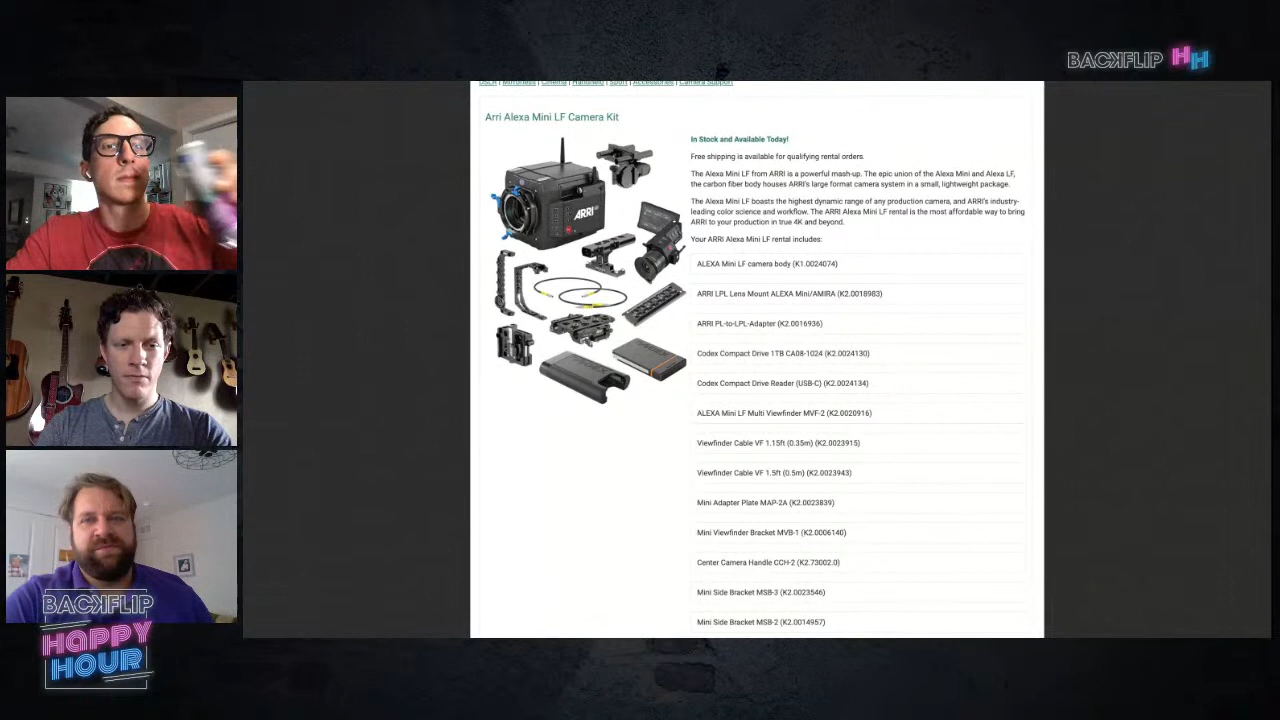 BACKFLIP HH
DSLR | Mirrorless | Cinema | Handheld | Sport | Accessories | Camera Support
Arri Alexa Mini LF Camera Kit
ARRI
In Stock and Available Today!
Free shipping is available for qualifying rental orders.
The Alexa Mini LF from ARRI is a powerful mash-up. The epic union of the Alexa Mini and Alexa LF,
the carbon fiber body houses ARRI's large format camera system in a small, lightweight package.
The Alexa Mini LF boasts the highest dynamic range of any production camera, and ARRI's industry-
leading color science and workflow. The ARRI Alexa Mini LF rental is the most affordable way to bring
ARRI to your production in true 4K and beyond.
Your ARRI Alexa Mini LF rental includes:
ALEXA Mini LF camera body (K1.0024074)
ARRI LPL Lens Mount ALEXA Mini/AMIRA (K2.0018983)
ARRI PL-to-LPL-Adapter (K2.0016936)
Codex Compact Drive 1TB CA08-1024 (K2.0024130)
Codex Compact Drive Reader (USB-C) (K2.0024134)
ALEXA Mini LF Multi Viewfinder MVF-2 (K2.0020916)
Viewfinder Cable VF 1.15ft (0.35m) (K2.0023915)
Viewfinder Cable VF 1.5ft (0.5m) (K2.0023943)
Mini Adapter Plate MAP-2A (K2.0023839)
Mini Viewfinder Bracket MVB-1 (K2.0006140)
Center Camera Handle CCH-2 (K2.73002.0)
Mini Side Bracket MSB-3 (K2.0023546)
Mini Side Bracket MSB-2 (K2.0014957)
BACKFLIP
HAPPY
HOUR